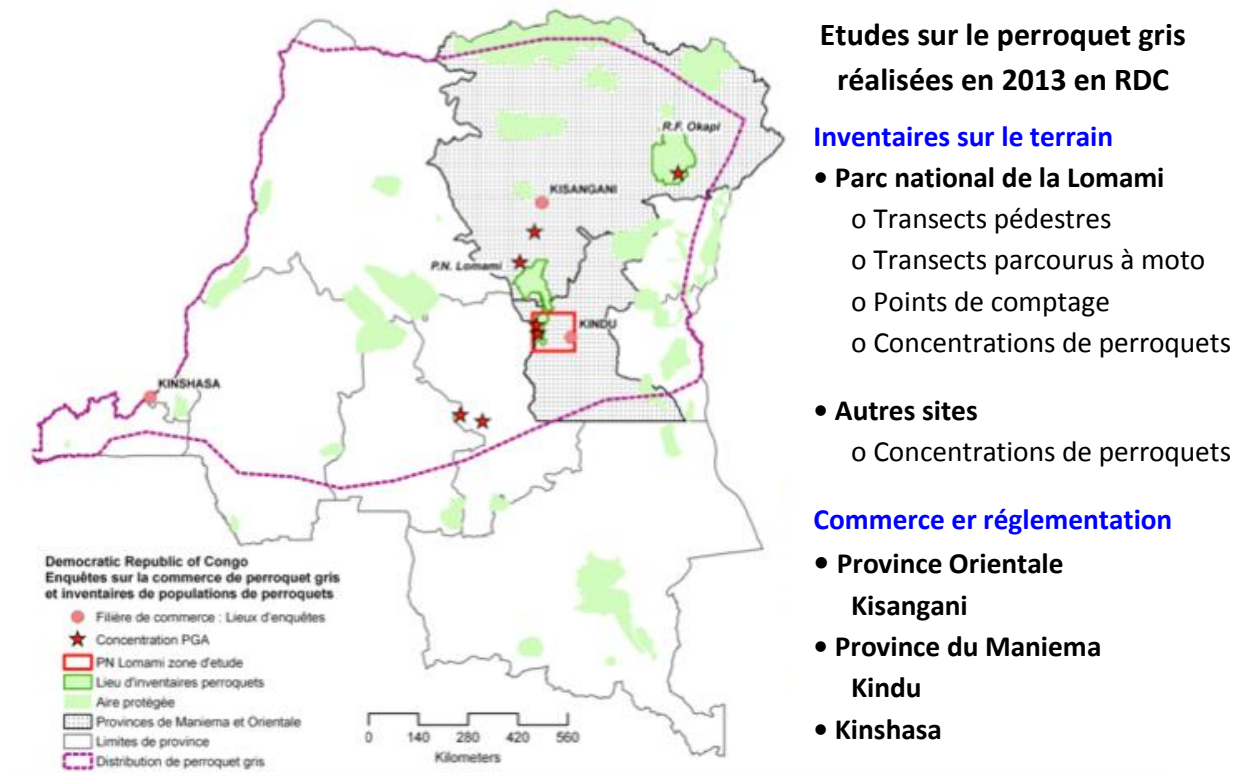 Etudes sur le perroquet gris
réalisées en 2013 en RDC
Inventaires sur le terrain
• Parc national de la Lomami
o Transects pédestres
o Transects parcourus à moto
o Points de comptage
o Concentrations de perroquets
• Autres sites
o Concentrations de perroquets
Commerce er réglementation
• Province Orientale
Kisangani
• Province du Maniema
Kindu
• Kinshasa
R.F. Okapi
KISANGANI
P.N. Lomami
KINDU
KINSHASA
Democratic Republic of Congo
Enquêtes sur la commerce de perroquet gris
et inventaires de populations de perroquets
Filière de commerce : Lieux d'enquêtes
Concentration PGA
PN Lomami zone d'etude
Lieu d'inventaires perroquets
Aire protégée
Provinces de Maniema et Orientale
Limites de province
Distribution de perroquet gris
0 140 280 420 560
Kilometers